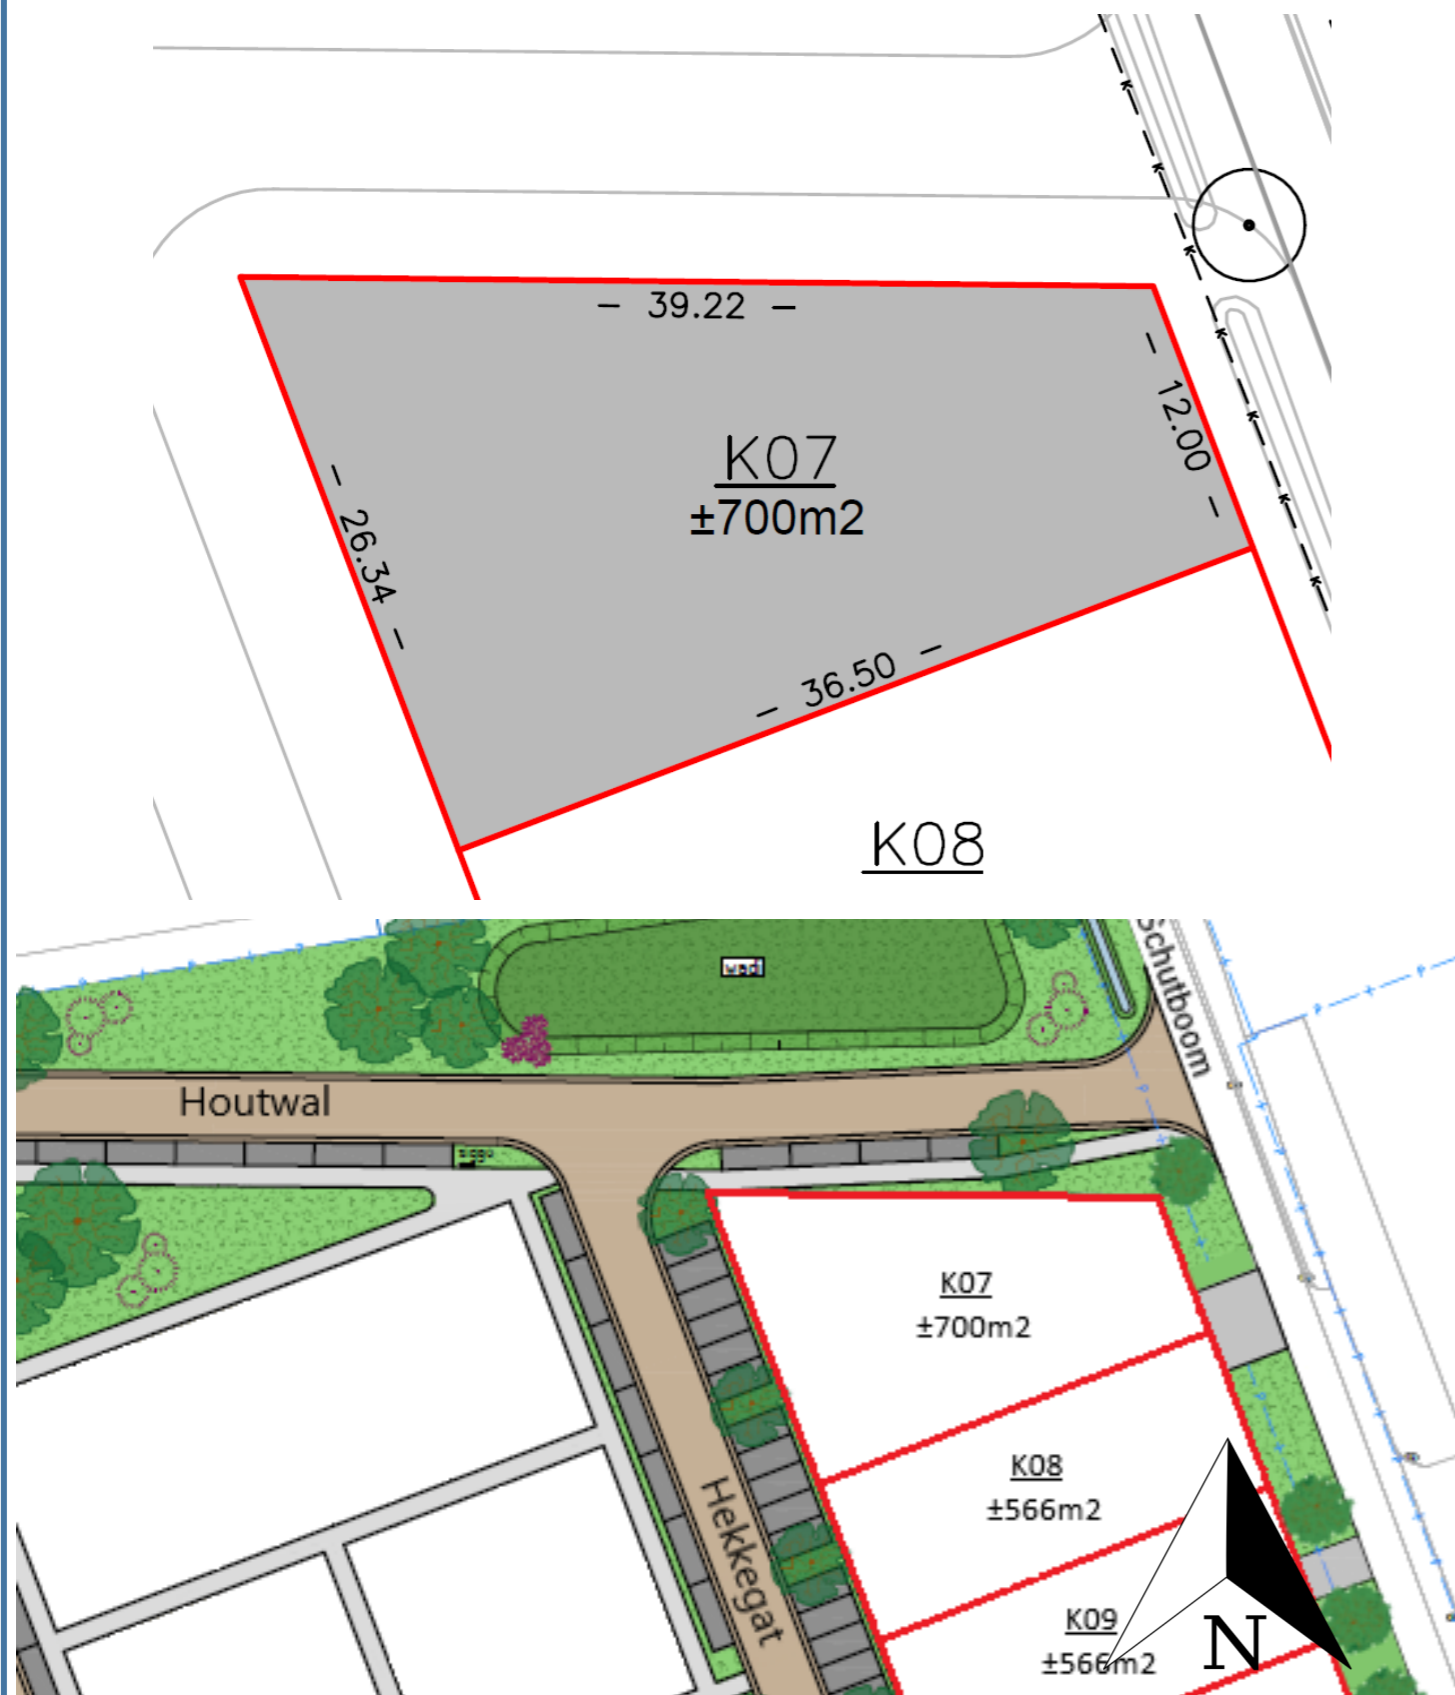 – 39.22 –
– 12.00 –
K07
±700m2
– 26.34 –
– 36.50 –
K08
wad
Schutboom
Houtwal
K07
±700m2
K08
±566m2
Hekkegat
K09
±566m2
N